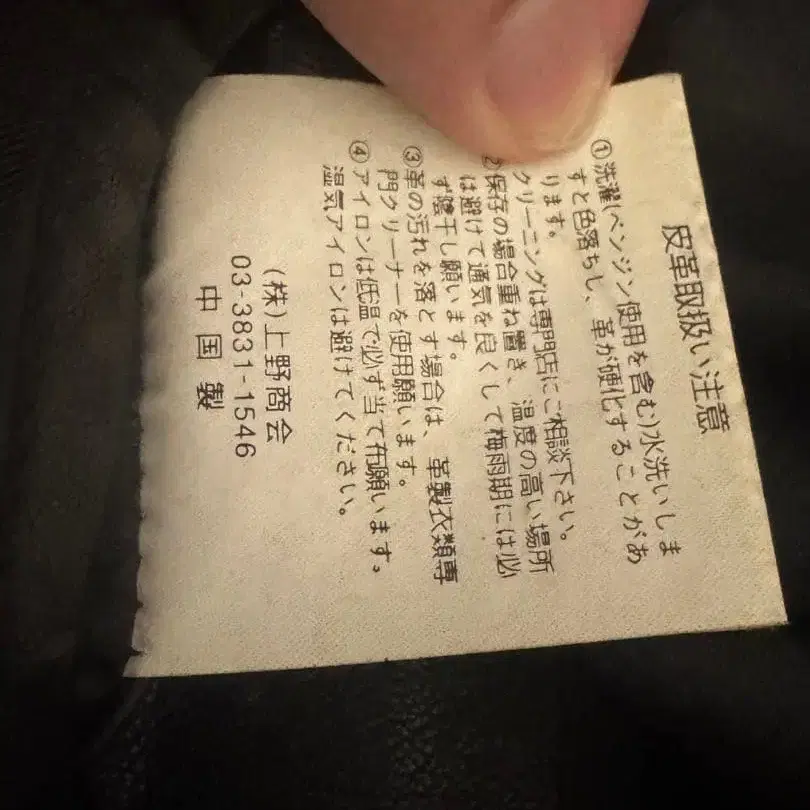 皮革取扱い注意
①洗濯(ベンジン使用を含む)水洗いしま
すと色落ちし、革が硬化することがあ
ります。
クリーニングは専門店にご相談下さい。
②保存の場合重ね置き、温度の高い場所
は避けて通気を良くして梅雨期には必
ず陰干し願います。
③革の汚れを落とす場合は、革製衣類専
門クリーナーを使用願います。
④アイロンは低温で必ず当て布願います。
温気アイロンは避けてください。
(株)上野商会
03-3831-1546
中国製